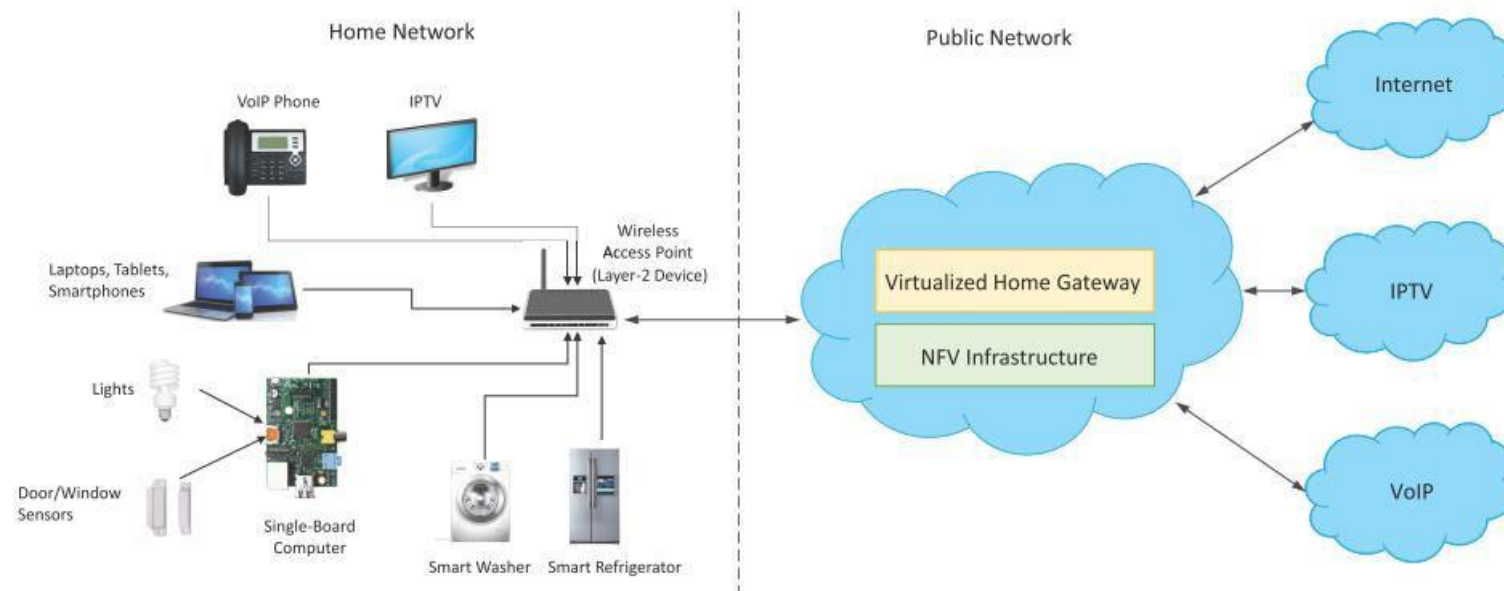 Home Network
Public Network
VoIP Phone
IPTV
Internet
Wireless
Access Point
(Layer-2 Device)
Laptops, Tablets,
Smartphones
Virtualized Home Gateway
IPTV
NFV Infrastructure
Lights
Door/Window
Sensors
Single-Board
Computer
Smart Washer
Smart Refrigerator
VoIP